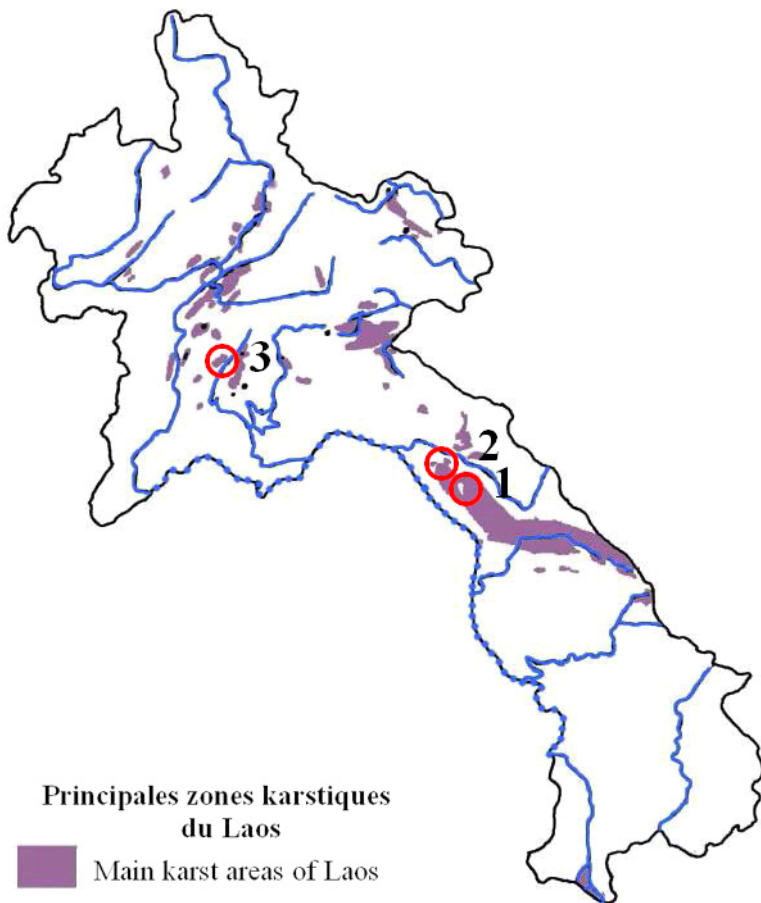 3
2
1
Principales zones karstiques
du Laos
Main karst areas of Laos